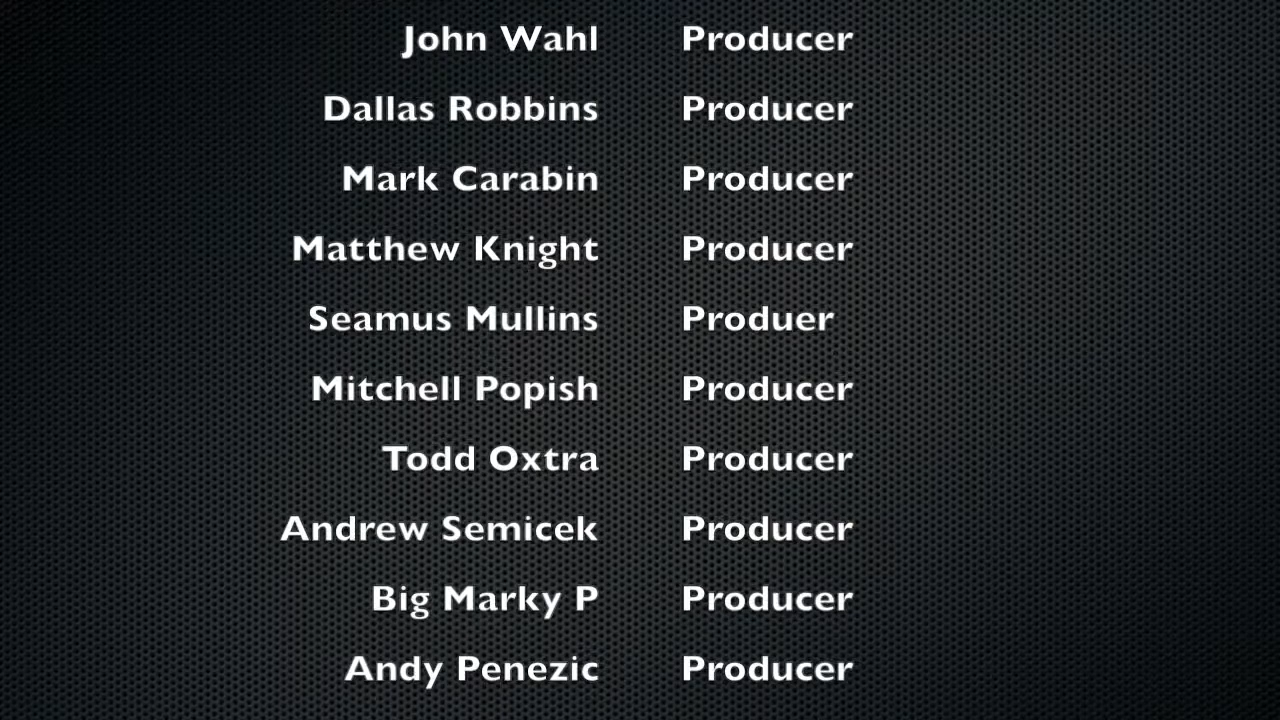 John Wahl Producer
Dallas Robbins Producer
Mark Carabin Producer
Matthew Knight Producer
Seamus Mullins Produer
Mitchell Popish Producer
Todd Oxtra Producer
Andrew Semicek Producer
Big Marky P Producer
Andy Penezic Producer